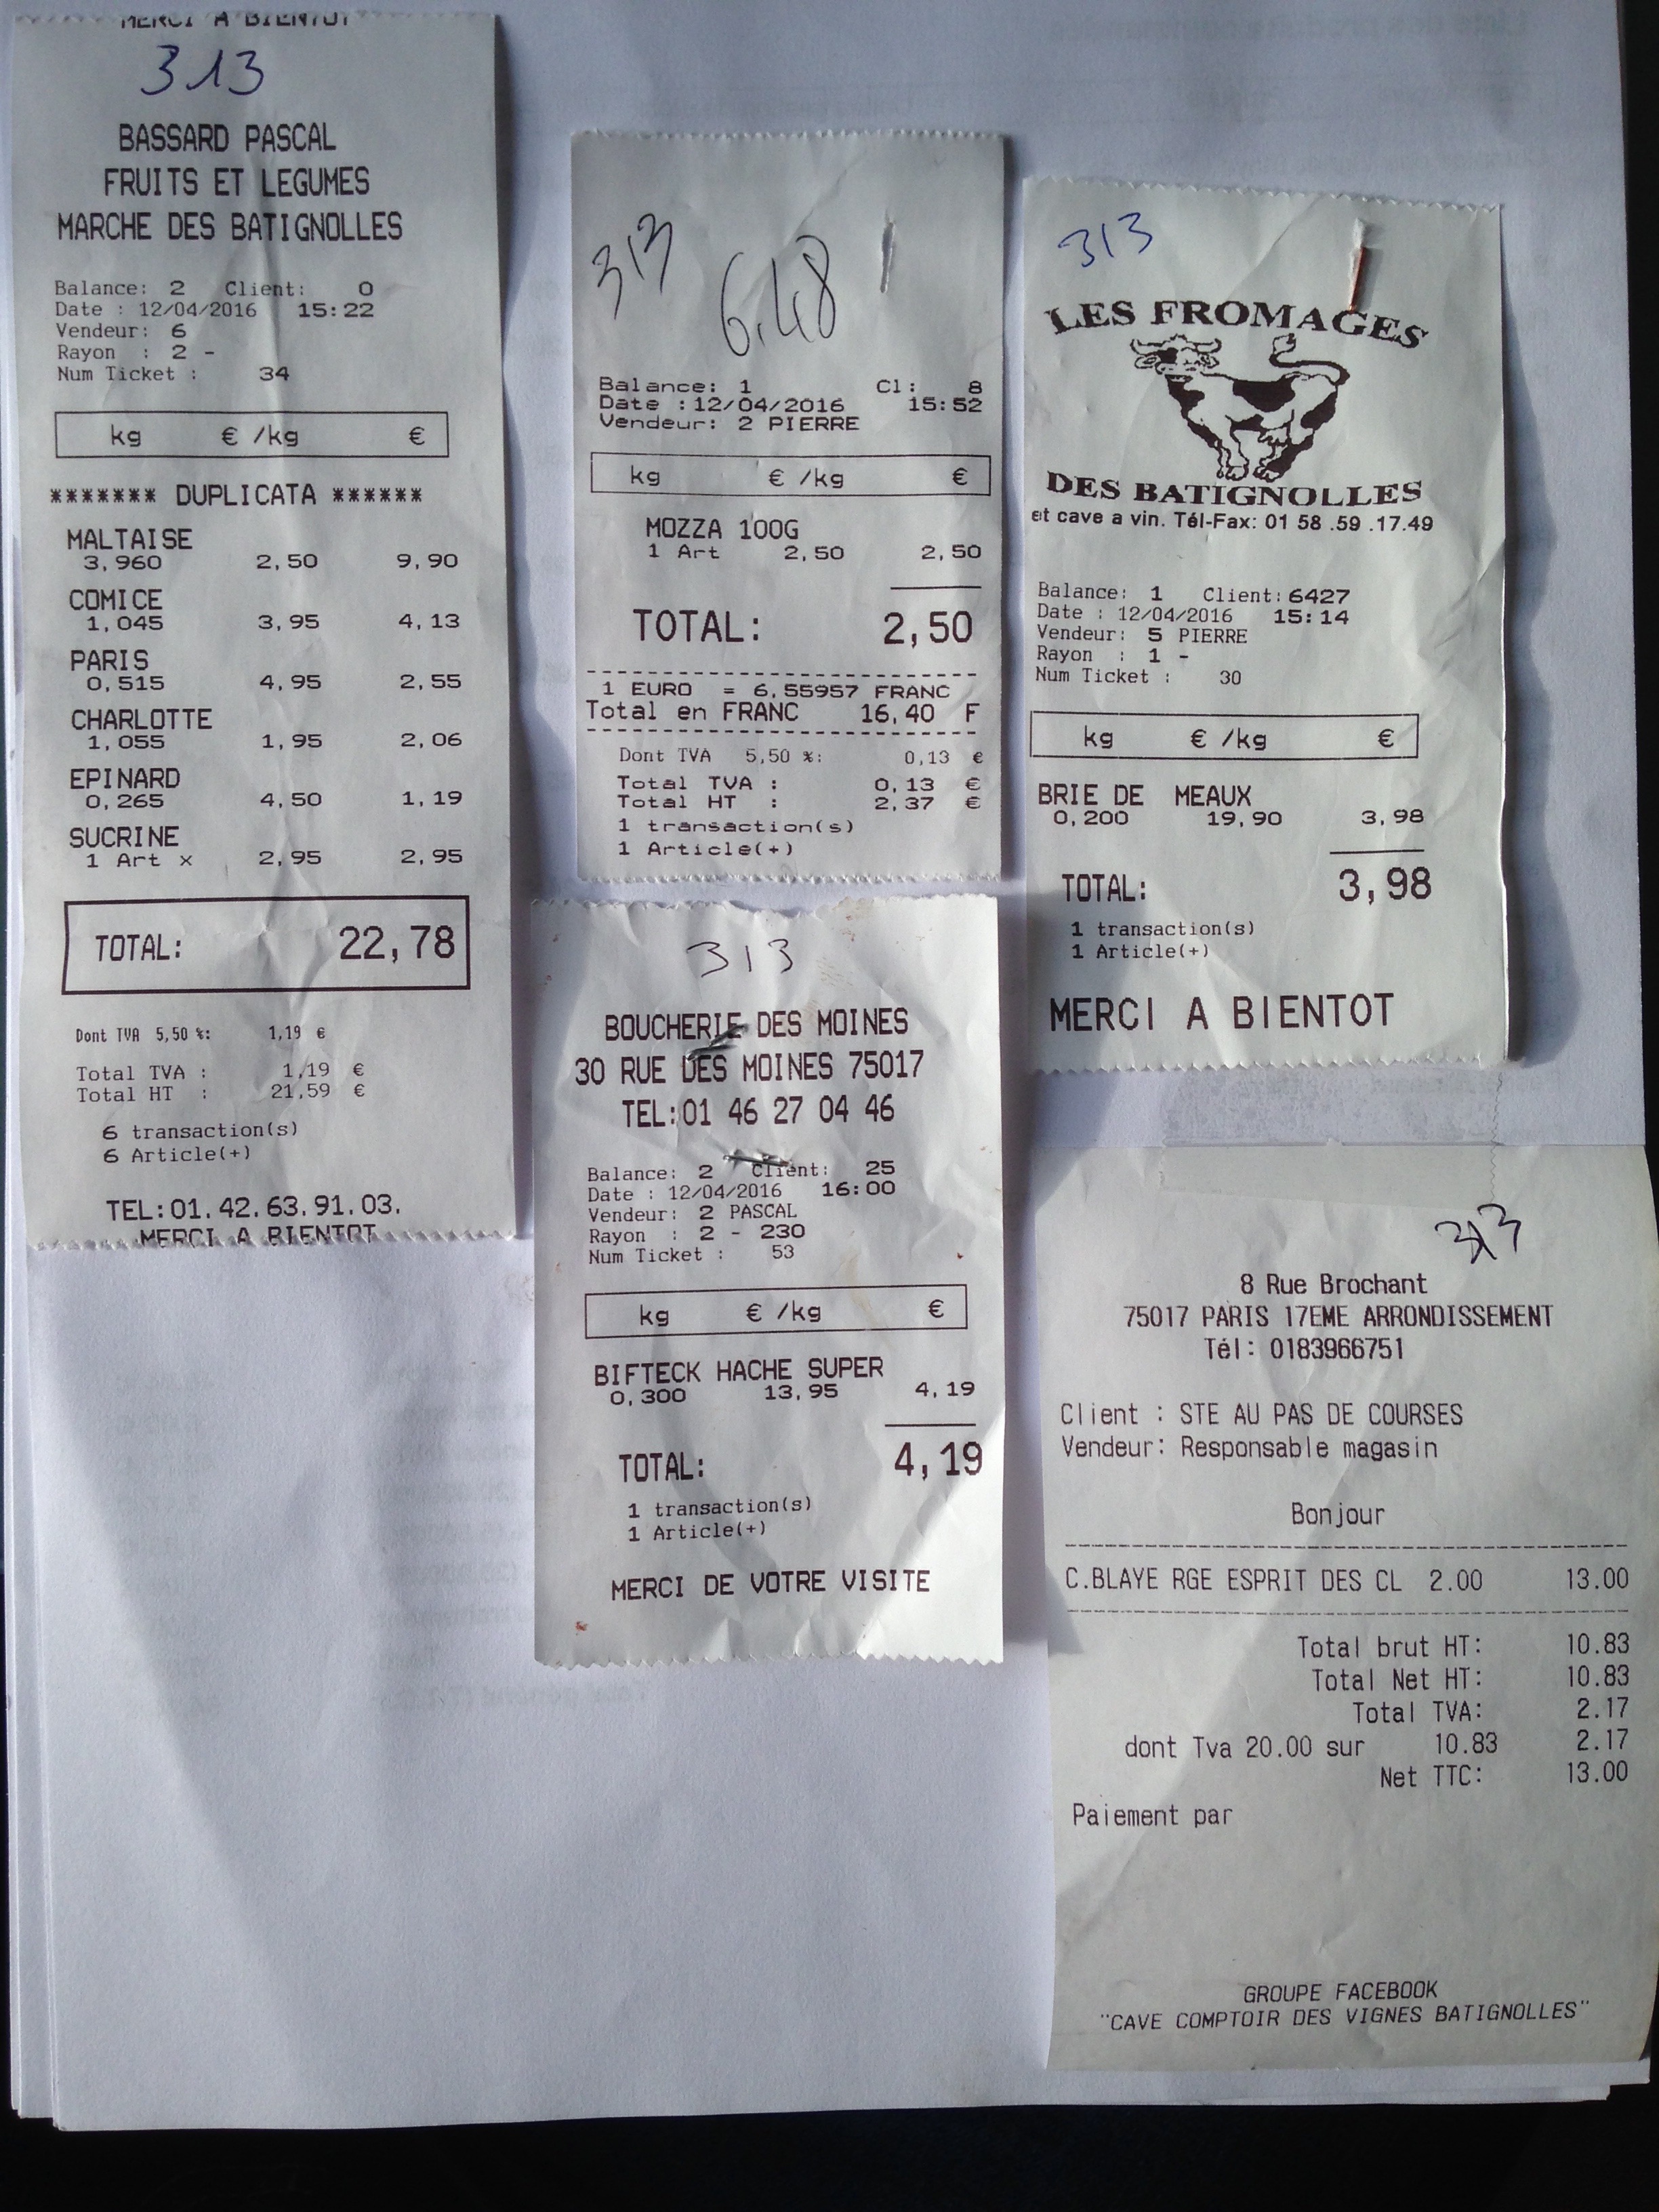 MERCI A BIENTOT
313
BASSARD PASCAL
FRUITS ET LEGUMES
MARCHE DES BATIGNOLLES
Balance: 2 Client: 0
Date : 12/04/2016 15:22
Vendeur: 6
Rayon : 2 -
Num Ticket : 34
kg € /kg €
******* DUPLICATA ******
MALTAISE
3,960 2,50 9,90
COMICE
1,045 3,95 4,13
PARIS
0,515 4,95 2,55
CHARLOTTE
1,055 1,95 2,06
EPINARD
0,265 4,50 1,19
SUCRINE
1 Art x 2,95 2,95
TOTAL: 22,78
Dont TVA 5,50 %: 1,19 €
Total TVA : 1,19 €
Total HT : 21,59 €
6 transaction(s)
6 Article(+)
TEL:01.42.63.91.03.
MERCI A BIENTOT
313
6,48
Balance: 1 Cl: 8
Date :12/04/2016 15:52
Vendeur: 2 PIERRE
kg € /kg €
MOZZA 100G
1 Art 2,50 2,50
TOTAL: 2,50
1 EURO = 6,55957 FRANC
Total en FRANC 16,40 F
Dont TVA 5,50 %: 0,13 €
Total TVA : 0,13 €
Total HT : 2,37 €
1 transaction(s)
1 Article(+)
313
LES FROMAGES
DES BATIGNOLLES
et cave a vin. Tél-Fax: 01 58 .59 .17.49
Balance: 1 Client:6427
Date : 12/04/2016 15:14
Vendeur: 5 PIERRE
Rayon : 1 -
Num Ticket : 30
kg € /kg €
BRIE DE MEAUX
0,200 19,90 3,98
TOTAL: 3,98
1 transaction(s)
1 Article(+)
MERCI A BIENTOT
313
BOUCHERIE DES MOINES
30 RUE DES MOINES 75017
TEL:01 46 27 04 46
Balance: 2 Client: 25
Date : 12/04/2016 16:00
Vendeur: 2 PASCAL
Rayon : 2 - 230
Num Ticket : 53
kg € /kg €
BIFTECK HACHE SUPER
0,300 13,95 4,19
TOTAL: 4,19
1 transaction(s)
1 Article(+)
MERCI DE VOTRE VISITE
313
8 Rue Brochant
75017 PARIS 17EME ARRONDISSEMENT
Tél: 0183966751
Client : STE AU PAS DE COURSES
Vendeur: Responsable magasin
Bonjour
C.BLAYE RGE ESPRIT DES CL 2.00 13.00
Total brut HT: 10.83
Total Net HT: 10.83
Total TVA: 2.17
dont Tva 20.00 sur 10.83 2.17
Net TTC: 13.00
Paiement par
GROUPE FACEBOOK
"CAVE COMPTOIR DES VIGNES BATIGNOLLES"